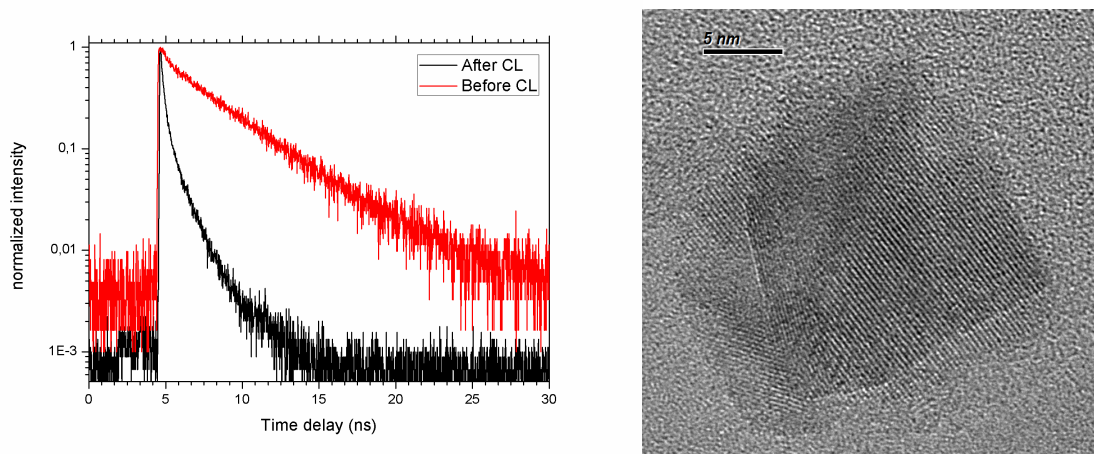 1
0,1
0,01
1E-3
normalized intensity
After CL
Before CL
0
5
10
15
20
25
30
Time delay (ns)
5 nm